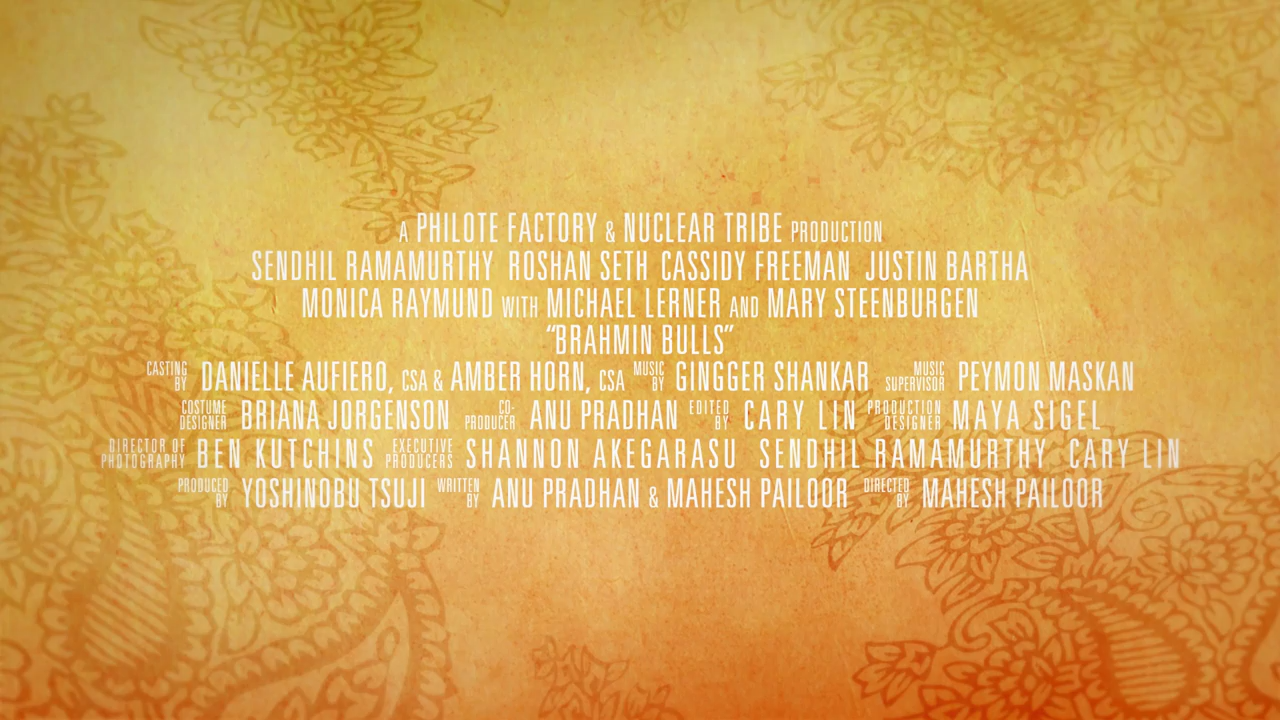 A PHILOTE FACTORY & NUCLEAR TRIBE PRODUCTION
SENDHIL RAMAMURTHY ROSHAN SETH CASSIDY FREEMAN JUSTIN BARTHA
MONICA RAYMUND WITH MICHAEL LERNER AND MARY STEENBURGEN
“BRAHMIN BULLS”
CASTING BY DANIELLE AUFIERO, CSA & AMBER HORN, CSA MUSIC BY GINGGER SHANKAR MUSIC SUPERVISOR PEYMON MASKAN
COSTUME DESIGNER BRIANA JORGENSON CO-PRODUCER ANU PRADHAN EDITED BY CARY LIN PRODUCTION DESIGNER MAYA SIGEL
DIRECTOR OF PHOTOGRAPHY BEN KUTCHINS EXECUTIVE PRODUCERS SHANNON AKEGARASU SENDHIL RAMAMURTHY CARY LIN
PRODUCED BY YOSHINOBU TSUJI WRITTEN BY ANU PRADHAN & MAHESH PAILOOR DIRECTED BY MAHESH PAILOOR